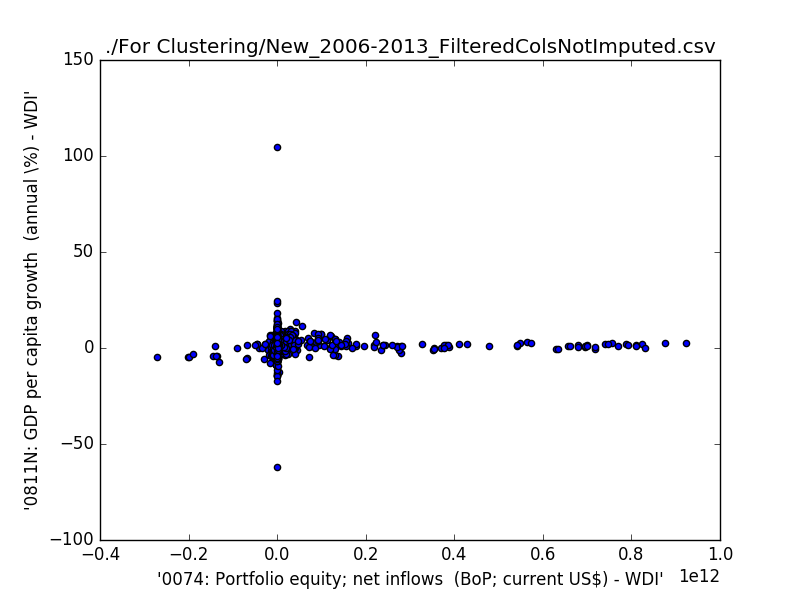 ./For Clustering/New_2006-2013_FilteredColsNotImputed.csv
150
100
50
0
−50
−100
'0811N: GDP per capita growth  (annual \%) - WDI'
−0.4 −0.2 0.0 0.2 0.4 0.6 0.8 1.0
1e12
'0074: Portfolio equity; net inflows  (BoP; current US$) - WDI'